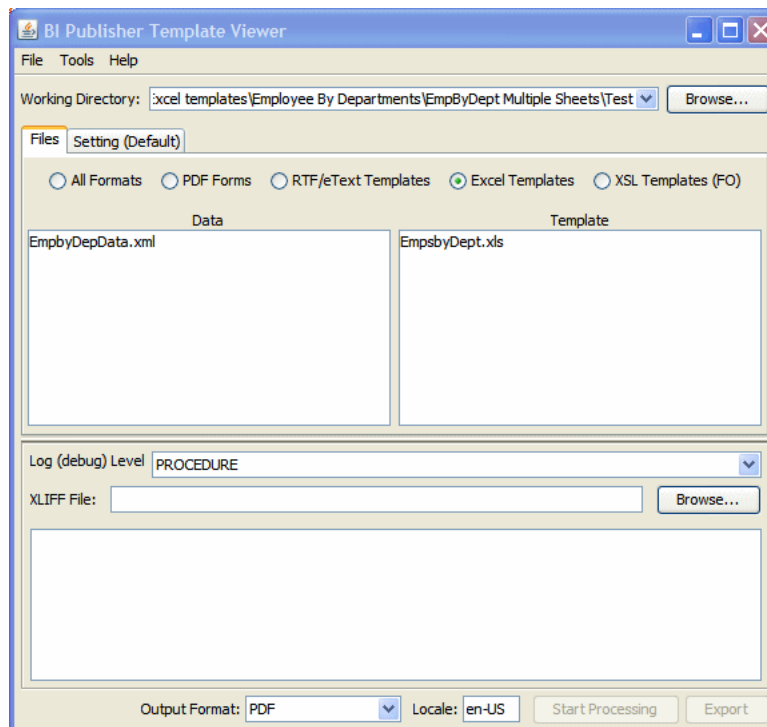 BI Publisher Template Viewer
File Tools Help
Working Directory: :xcel templates\Employee By Departments\EmpByDept Multiple Sheets\Test Browse...
Files Setting (Default)
All Formats PDF Forms RTF/eText Templates Excel Templates XSL Templates (FO)
Data Template
EmpbyDepData.xml EmpsbyDept.xls
Log (debug) Level PROCEDURE
XLIFF File: Browse...
Output Format: PDF Locale: en-US Start Processing Export